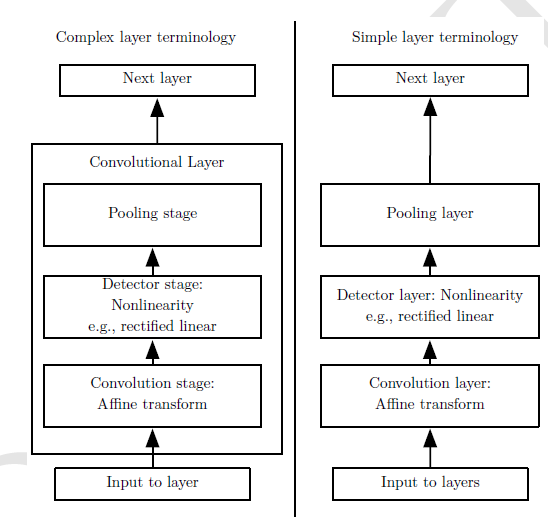 Complex layer terminology
Next layer
Convolutional Layer
Pooling stage
Detector stage:
Nonlinearity
e.g., rectified linear
Convolution stage:
Affine transform
Input to layer
Simple layer terminology
Next layer
Pooling layer
Detector layer: Nonlinearity
e.g., rectified linear
Convolution layer:
Affine transform
Input to layers